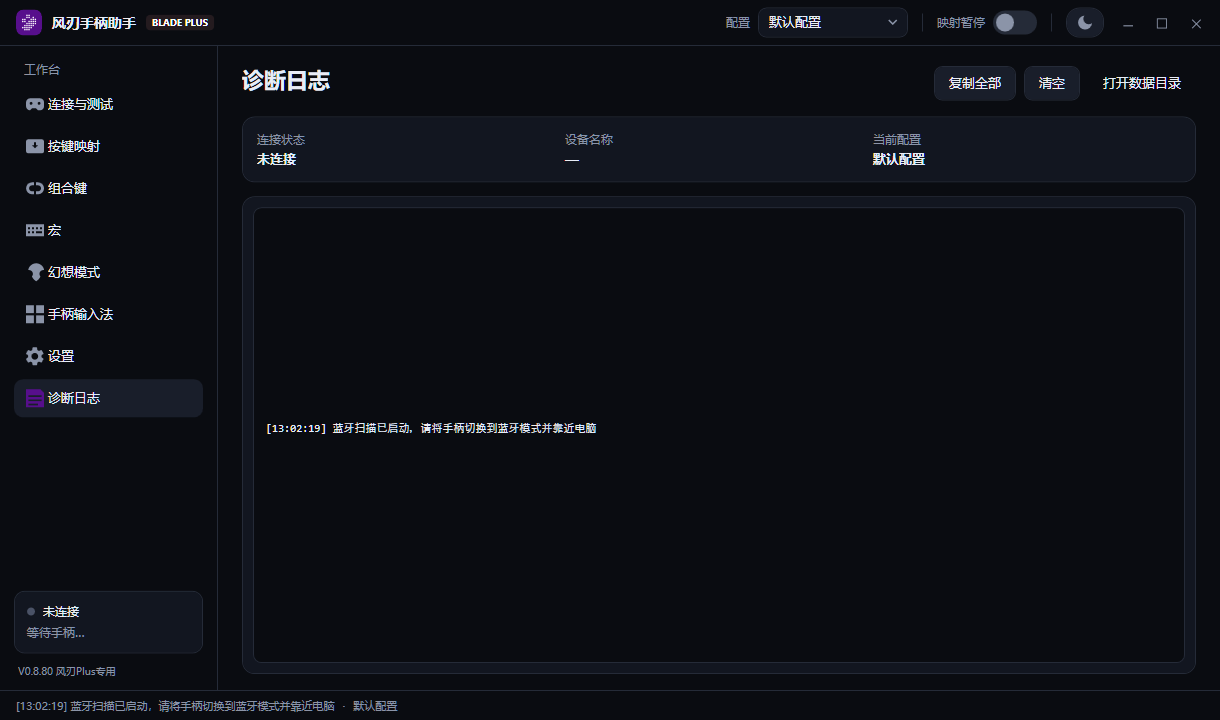 风刃手柄助手 BLADE PLUS
配置 默认配置 映射暂停
工作台
连接与测试
按键映射
组合键
宏
幻想模式
手柄输入法
设置
诊断日志
未连接
等待手柄...
V0.8.80 风刃Plus专用
诊断日志
复制全部 清空 打开数据目录
连接状态 设备名称 当前配置
未连接 — 默认配置
[13:02:19] 蓝牙扫描已启动，请将手柄切换到蓝牙模式并靠近电脑
[13:02:19] 蓝牙扫描已启动，请将手柄切换到蓝牙模式并靠近电脑 · 默认配置